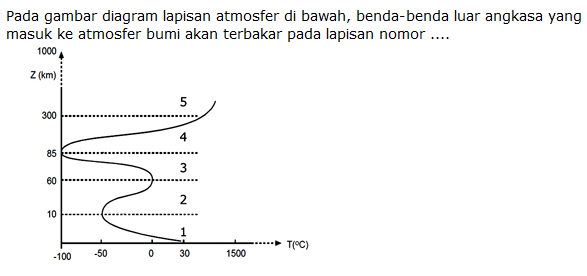 Pada gambar diagram lapisan atmosfer di bawah, benda-benda luar angkasa yang
masuk ke atmosfer bumi akan terbakar pada lapisan nomor ....
1000
Z (km)
5
300
4
85
3
60
2
10
1
T(ºC)
-100 -50 0 30 1500